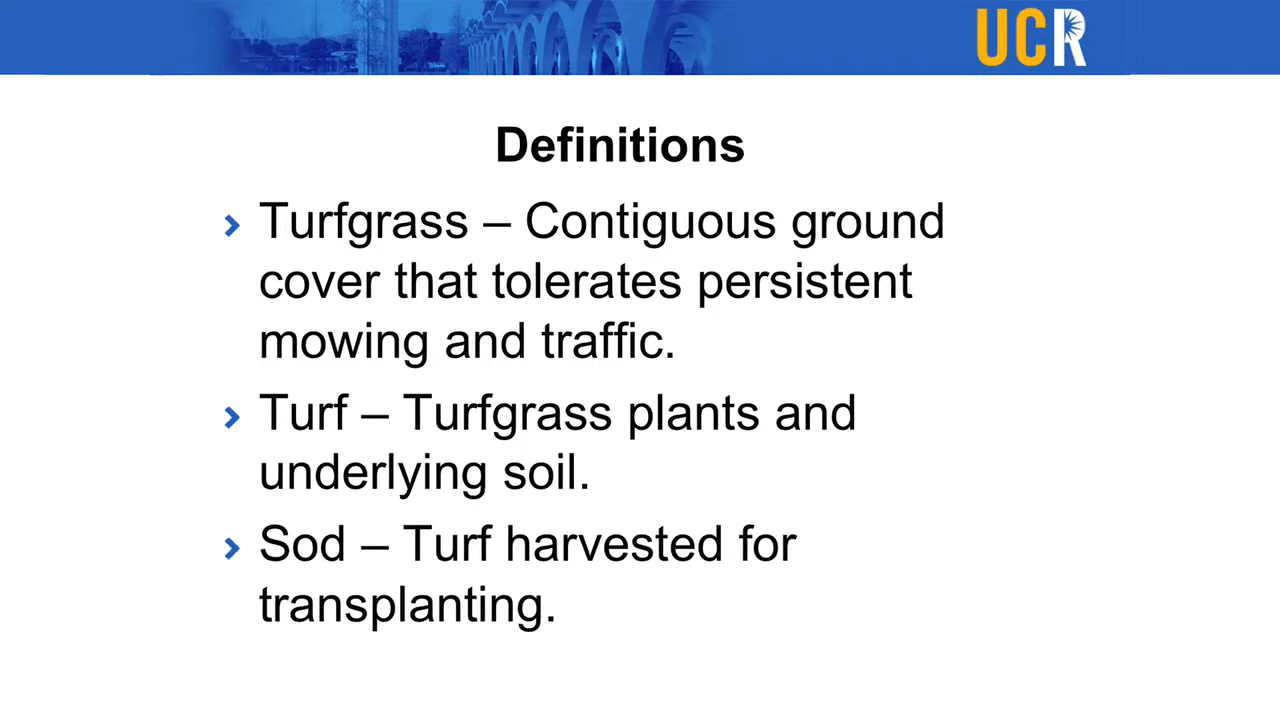 UCR
Definitions
Turfgrass – Contiguous ground
cover that tolerates persistent
mowing and traffic.
Turf – Turfgrass plants and
underlying soil.
Sod – Turf harvested for
transplanting.